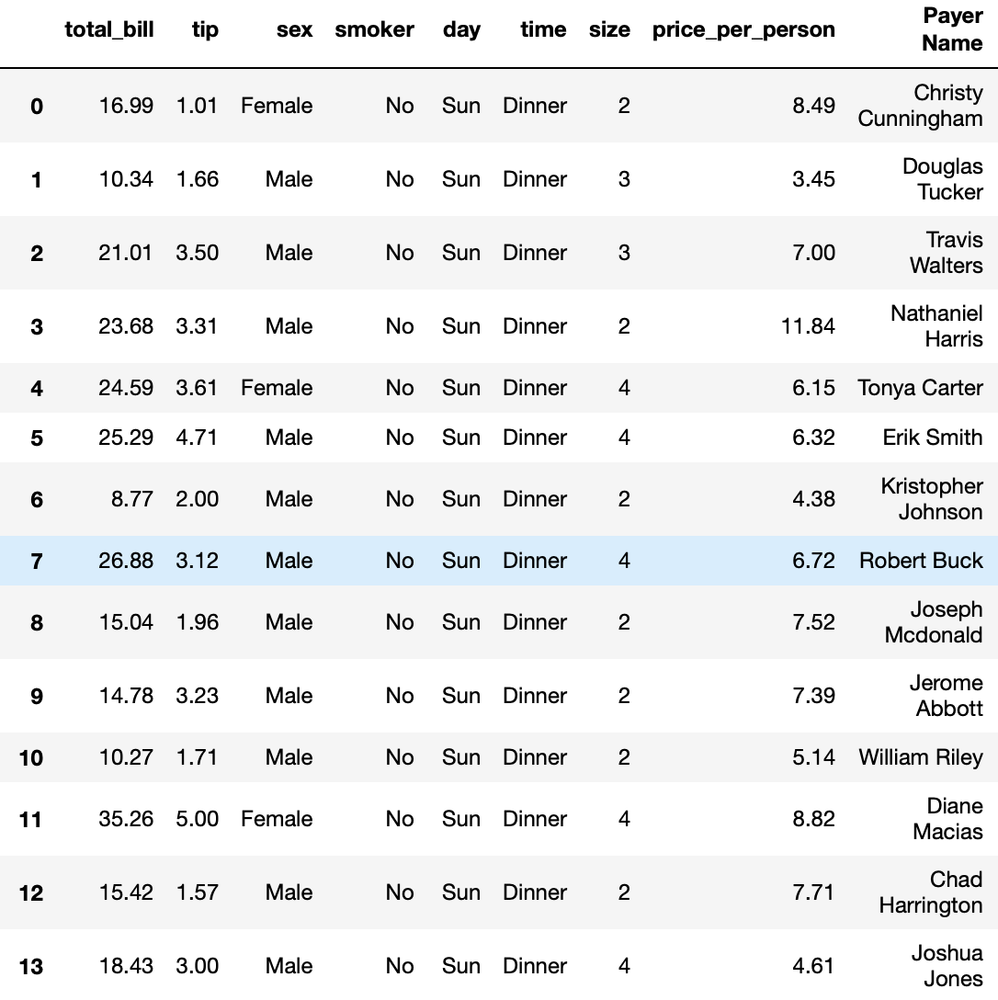 total_bill tip sex smoker day time size price_per_person Payer Name
0 16.99 1.01 Female No Sun Dinner 2 8.49 Christy Cunningham
1 10.34 1.66 Male No Sun Dinner 3 3.45 Douglas Tucker
2 21.01 3.50 Male No Sun Dinner 3 7.00 Travis Walters
3 23.68 3.31 Male No Sun Dinner 2 11.84 Nathaniel Harris
4 24.59 3.61 Female No Sun Dinner 4 6.15 Tonya Carter
5 25.29 4.71 Male No Sun Dinner 4 6.32 Erik Smith
6 8.77 2.00 Male No Sun Dinner 2 4.38 Kristopher Johnson
7 26.88 3.12 Male No Sun Dinner 4 6.72 Robert Buck
8 15.04 1.96 Male No Sun Dinner 2 7.52 Joseph Mcdonald
9 14.78 3.23 Male No Sun Dinner 2 7.39 Jerome Abbott
10 10.27 1.71 Male No Sun Dinner 2 5.14 William Riley
11 35.26 5.00 Female No Sun Dinner 4 8.82 Diane Macias
12 15.42 1.57 Male No Sun Dinner 2 7.71 Chad Harrington
13 18.43 3.00 Male No Sun Dinner 4 4.61 Joshua Jones